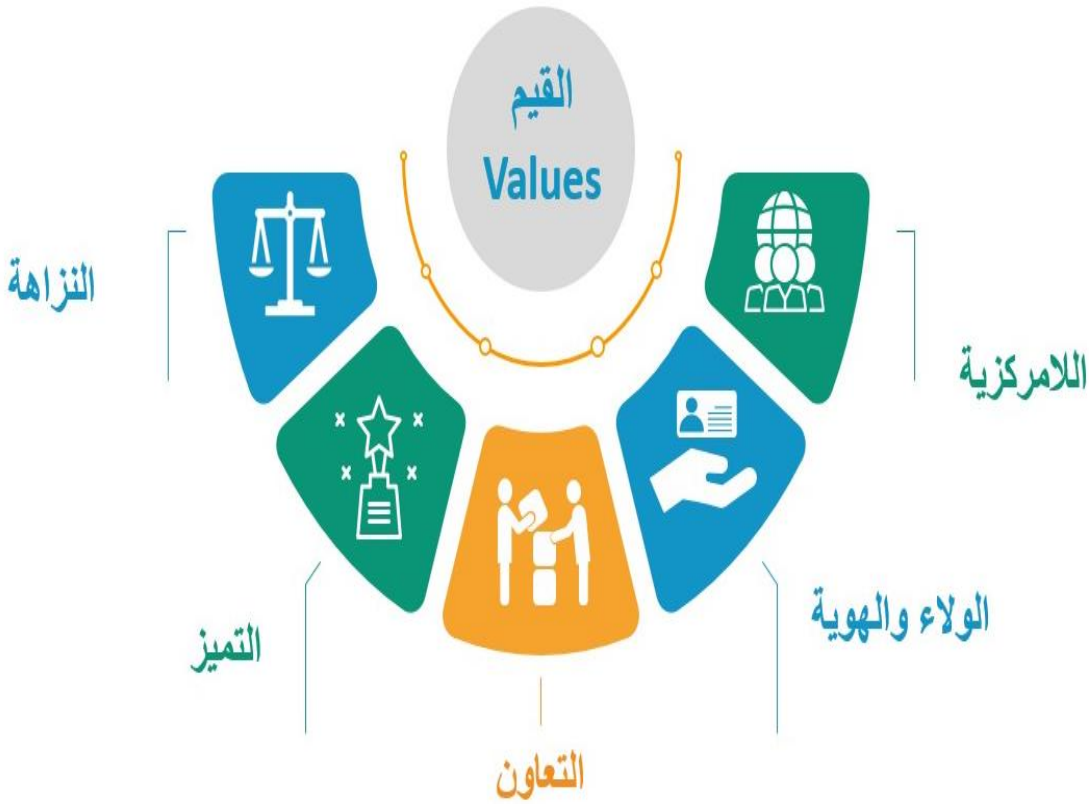 القيم
Values
اللامركزية
الولاء والهوية
التعاون
التميز
النزاهة